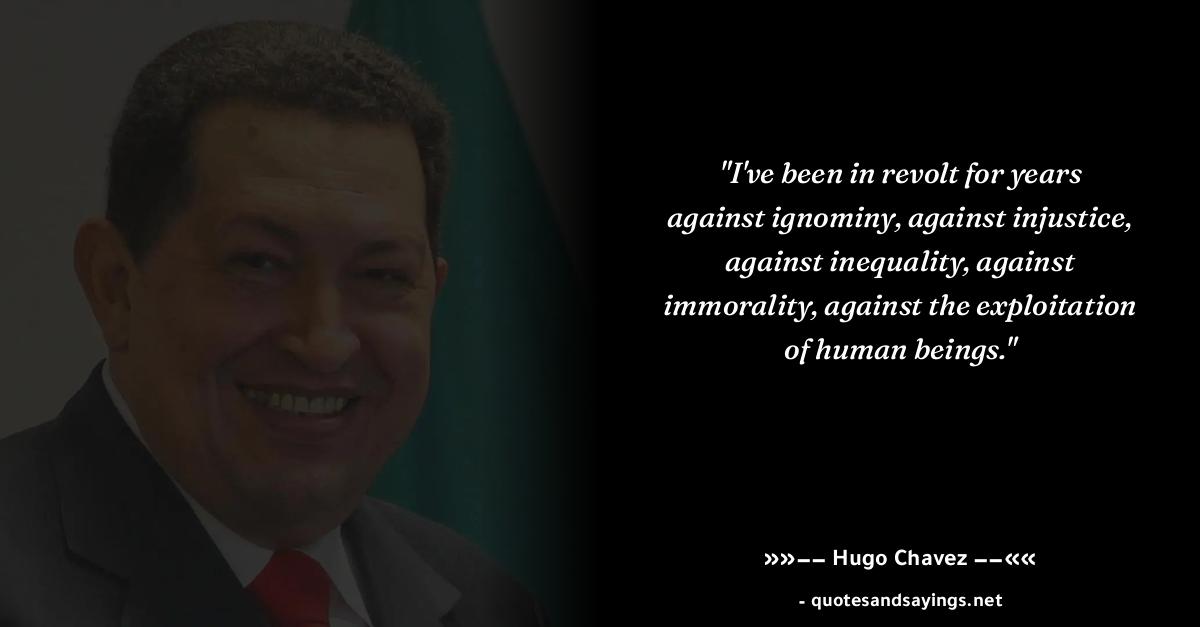 "I've been in revolt for years
against ignominy, against injustice,
against inequality, against
immorality, against the exploitation
of human beings."
»»–– Hugo Chavez ––««
- quotesandsayings.net